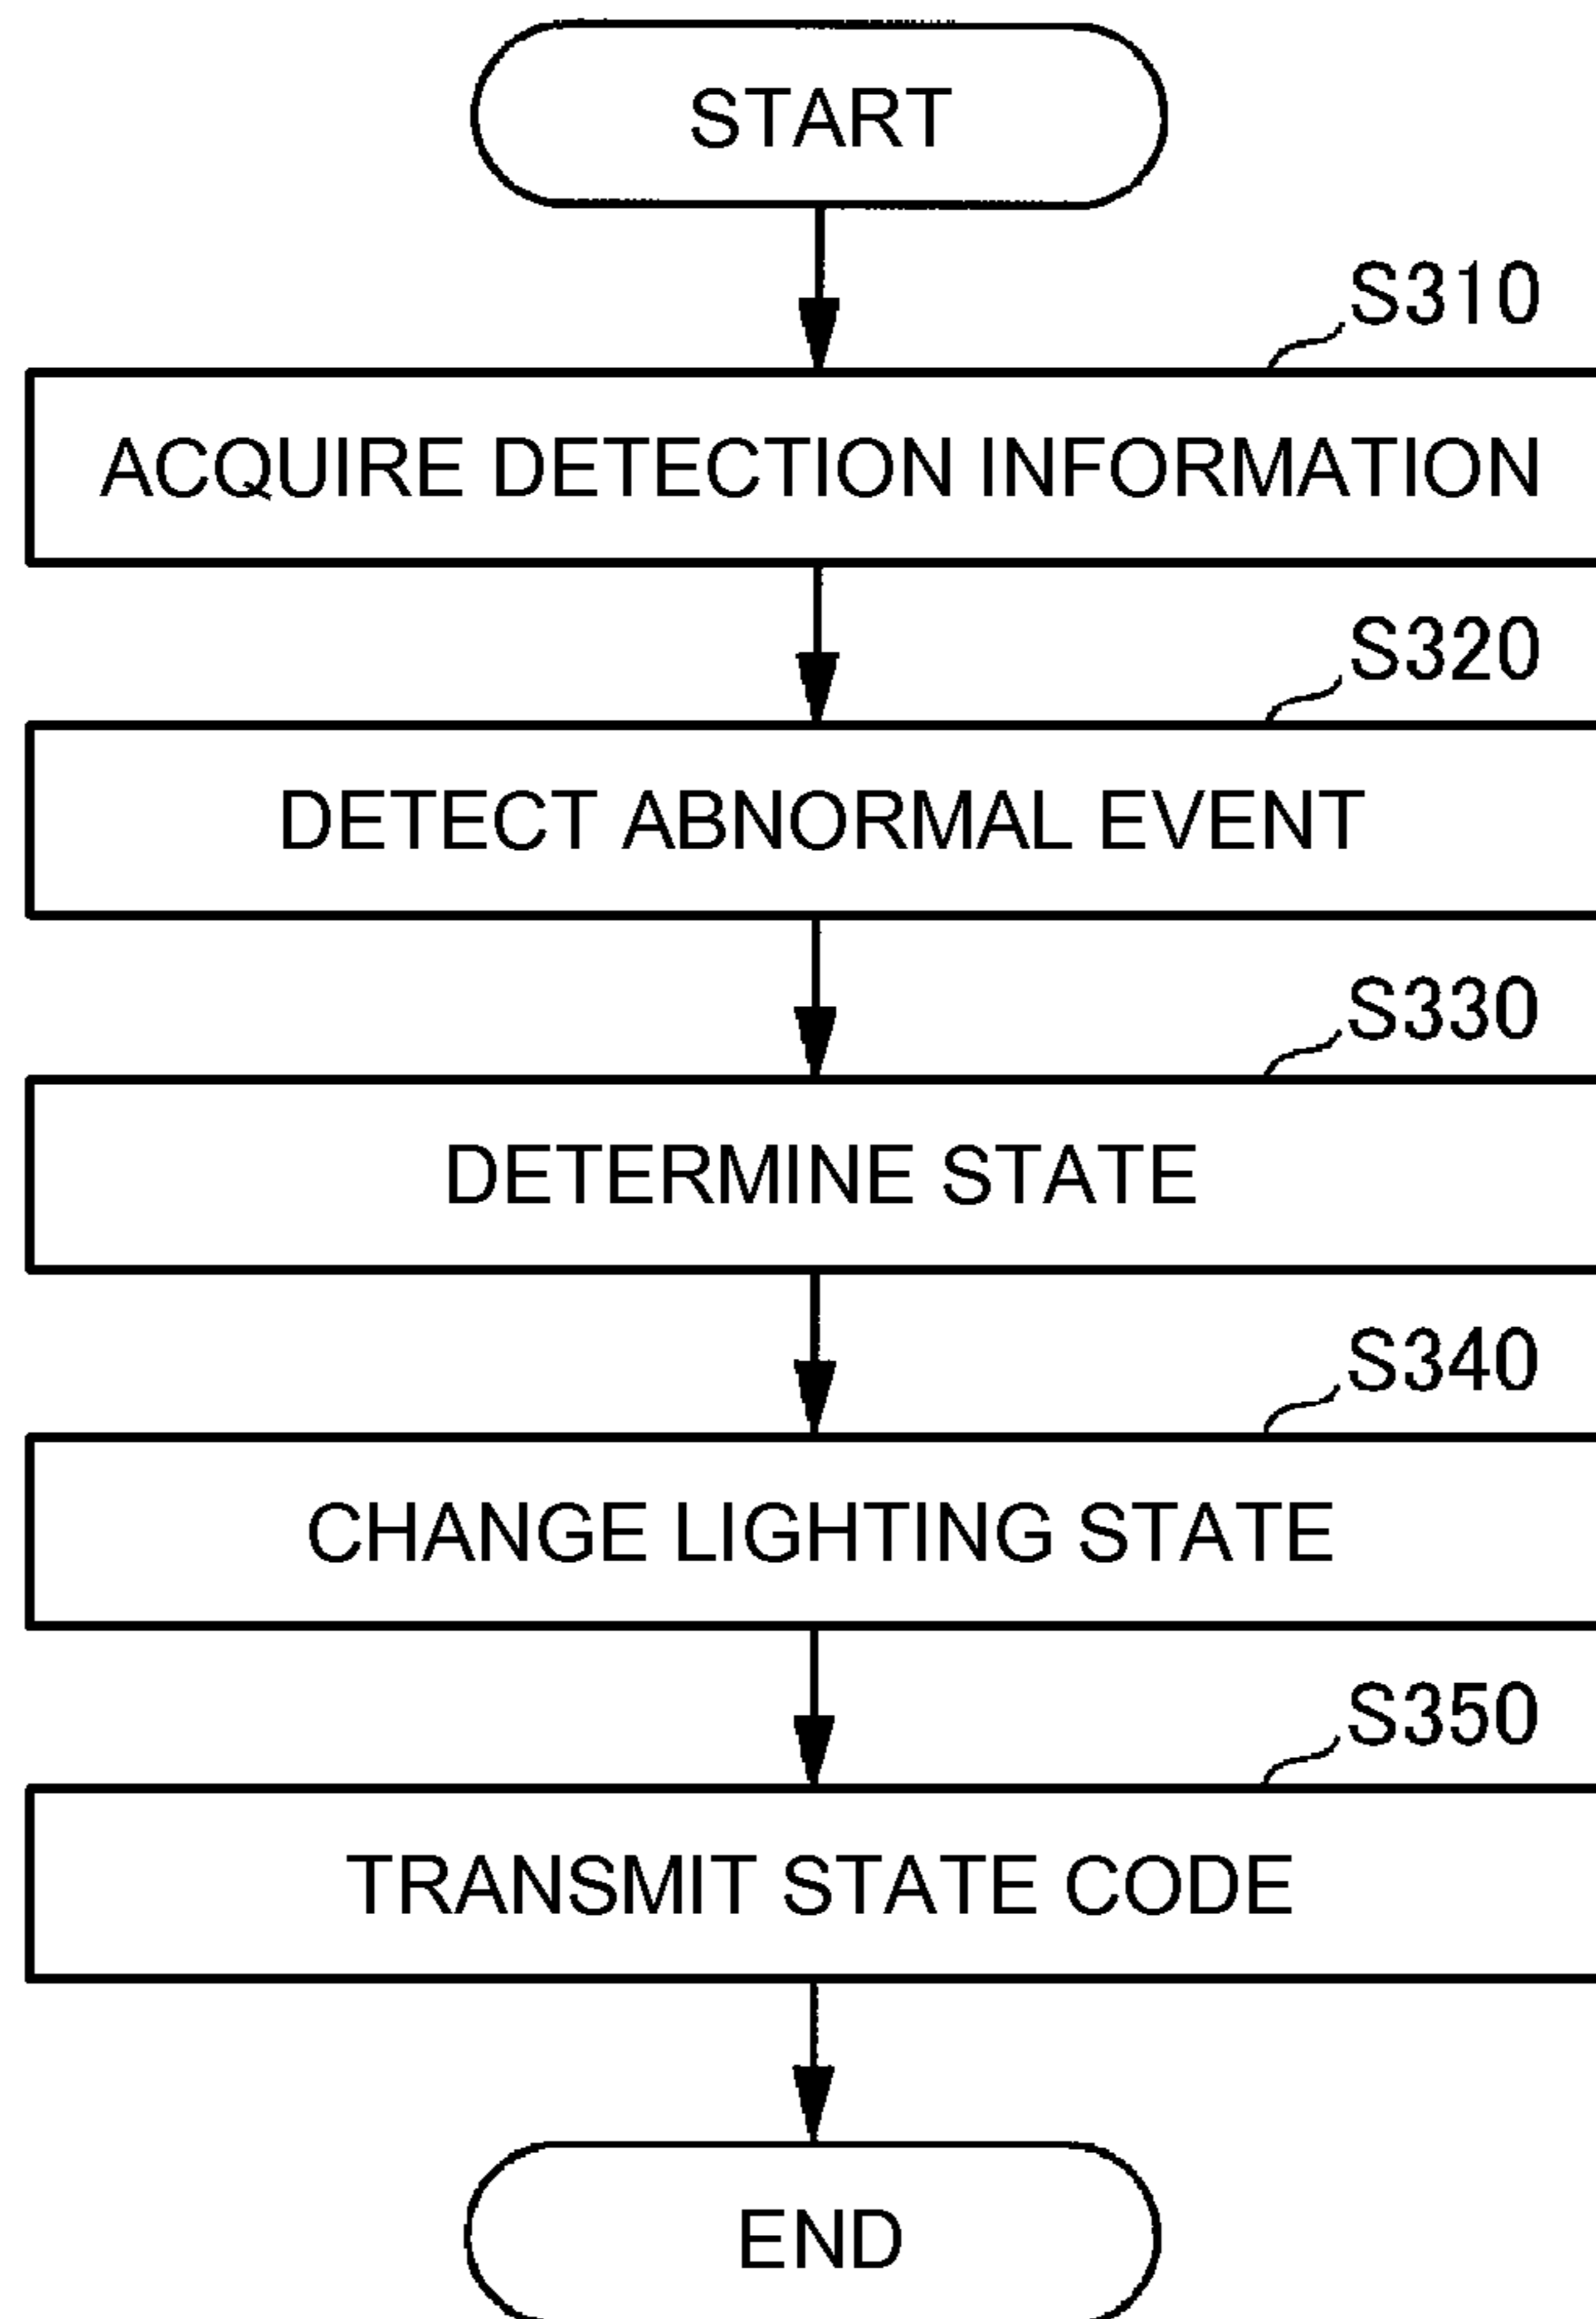 START
S310
ACQUIRE DETECTION INFORMATION
S320
DETECT ABNORMAL EVENT
S330
DETERMINE STATE
S340
CHANGE LIGHTING STATE
S350
TRANSMIT STATE CODE
END